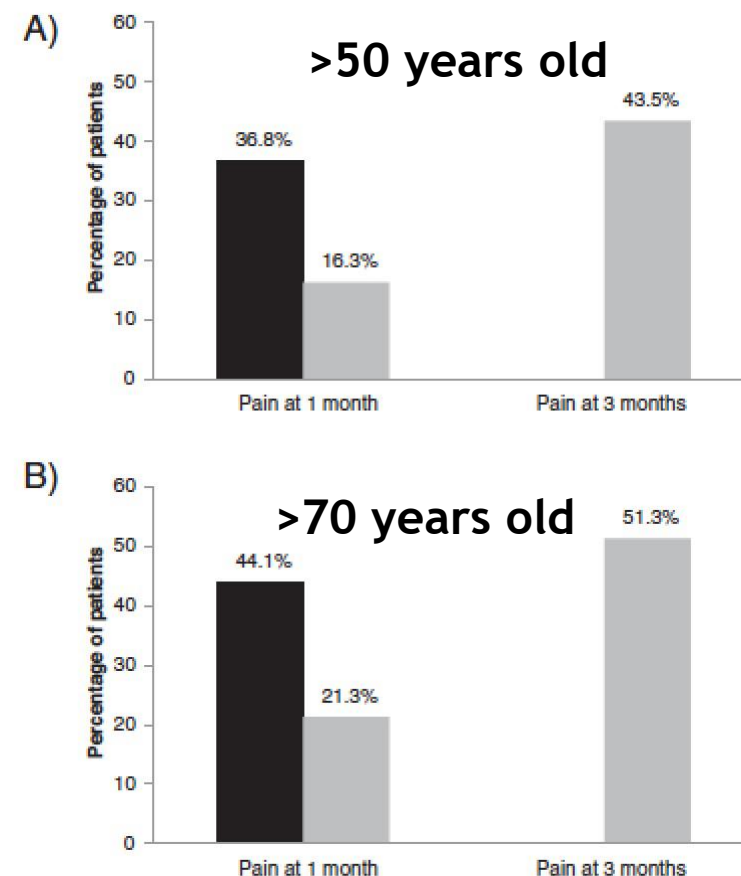 A)
>50 years old
Percentage of patients
60
50
40
30
20
10
0
36.8%
16.3%
43.5%
Pain at 1 month
Pain at 3 months
B)
>70 years old
Percentage of patients
60
50
40
30
20
10
0
44.1%
21.3%
51.3%
Pain at 1 month
Pain at 3 months